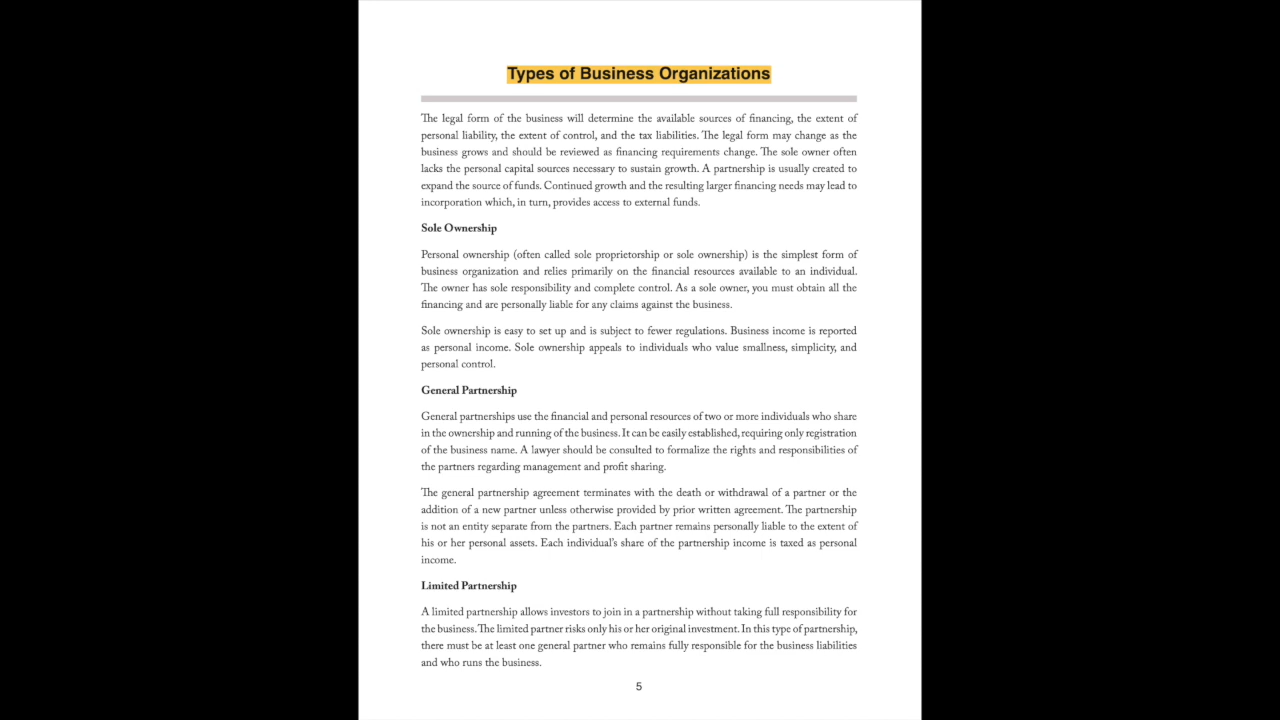 Types of Business Organizations
The legal form of the business will determine the available sources of financing, the extent of
personal liability, the extent of control, and the tax liabilities. The legal form may change as the
business grows and should be reviewed as financing requirements change. The sole owner often
lacks the personal capital sources necessary to sustain growth. A partnership is usually created to
expand the source of funds. Continued growth and the resulting larger financing needs may lead to
incorporation which, in turn, provides access to external funds.
Sole Ownership
Personal ownership (often called sole proprietorship or sole ownership) is the simplest form of
business organization and relies primarily on the financial resources available to an individual.
The owner has sole responsibility and complete control. As a sole owner, you must obtain all the
financing and are personally liable for any claims against the business.
Sole ownership is easy to set up and is subject to fewer regulations. Business income is reported
as personal income. Sole ownership appeals to individuals who value smallness, simplicity, and
personal control.
General Partnership
General partnerships use the financial and personal resources of two or more individuals who share
in the ownership and running of the business. It can be easily established, requiring only registration
of the business name. A lawyer should be consulted to formalize the rights and responsibilities of
the partners regarding management and profit sharing.
The general partnership agreement terminates with the death or withdrawal of a partner or the
addition of a new partner unless otherwise provided by prior written agreement. The partnership
is not an entity separate from the partners. Each partner remains personally liable to the extent of
his or her personal assets. Each individual's share of the partnership income is taxed as personal
income.
Limited Partnership
A limited partnership allows investors to join in a partnership without taking full responsibility for
the business. The limited partner risks only his or her original investment. In this type of partnership,
there must be at least one general partner who remains fully responsible for the business liabilities
and who runs the business.
5